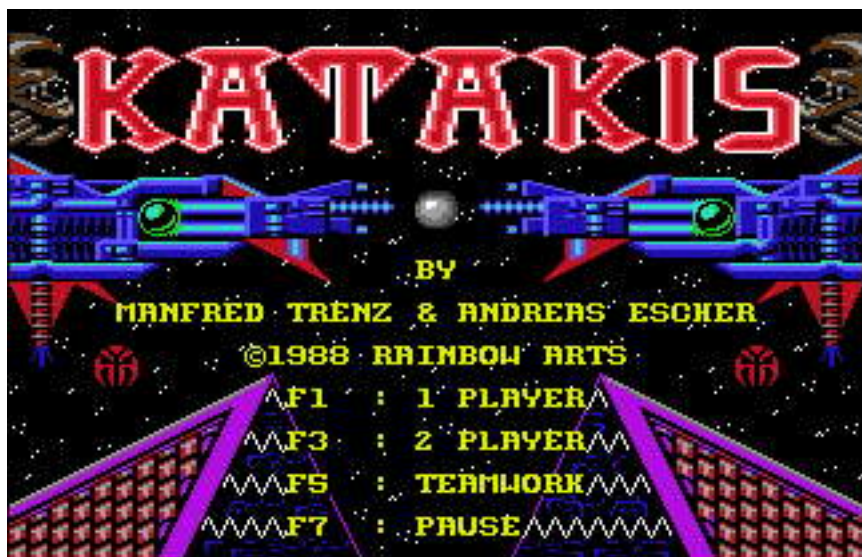 KATAKIS
BY
MANFRED TRENZ & ANDREAS ESCHER
©1988 RAINBOW ARTS
F1 : 1 PLAYER
F3 : 2 PLAYER
F5 : TEAMWORK
F7 : PAUSE